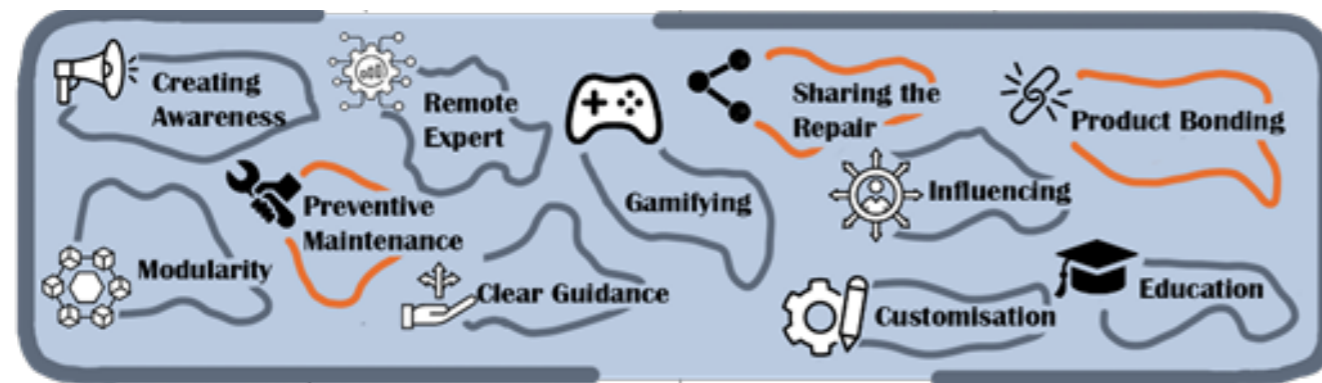 Creating
Awareness
Remote
Expert
Sharing the
Repair
Product Bonding
Preventive
Maintenance
Gamifying
Influencing
Modularity
Clear Guidance
Customisation
Education